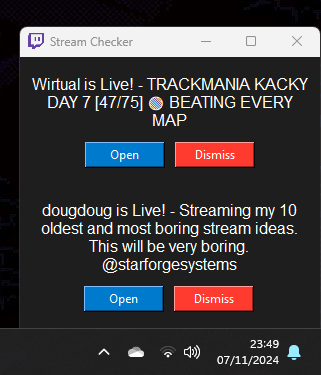 Stream Checker
Wirtual is Live! - TRACKMANIA KACKY
DAY 7 [47/75] BEATING EVERY
MAP
Open Dismiss
dougdoug is Live! - Streaming my 10
oldest and most boring stream ideas.
This will be very boring.
@starforgesystems
Open Dismiss
23:49
07/11/2024